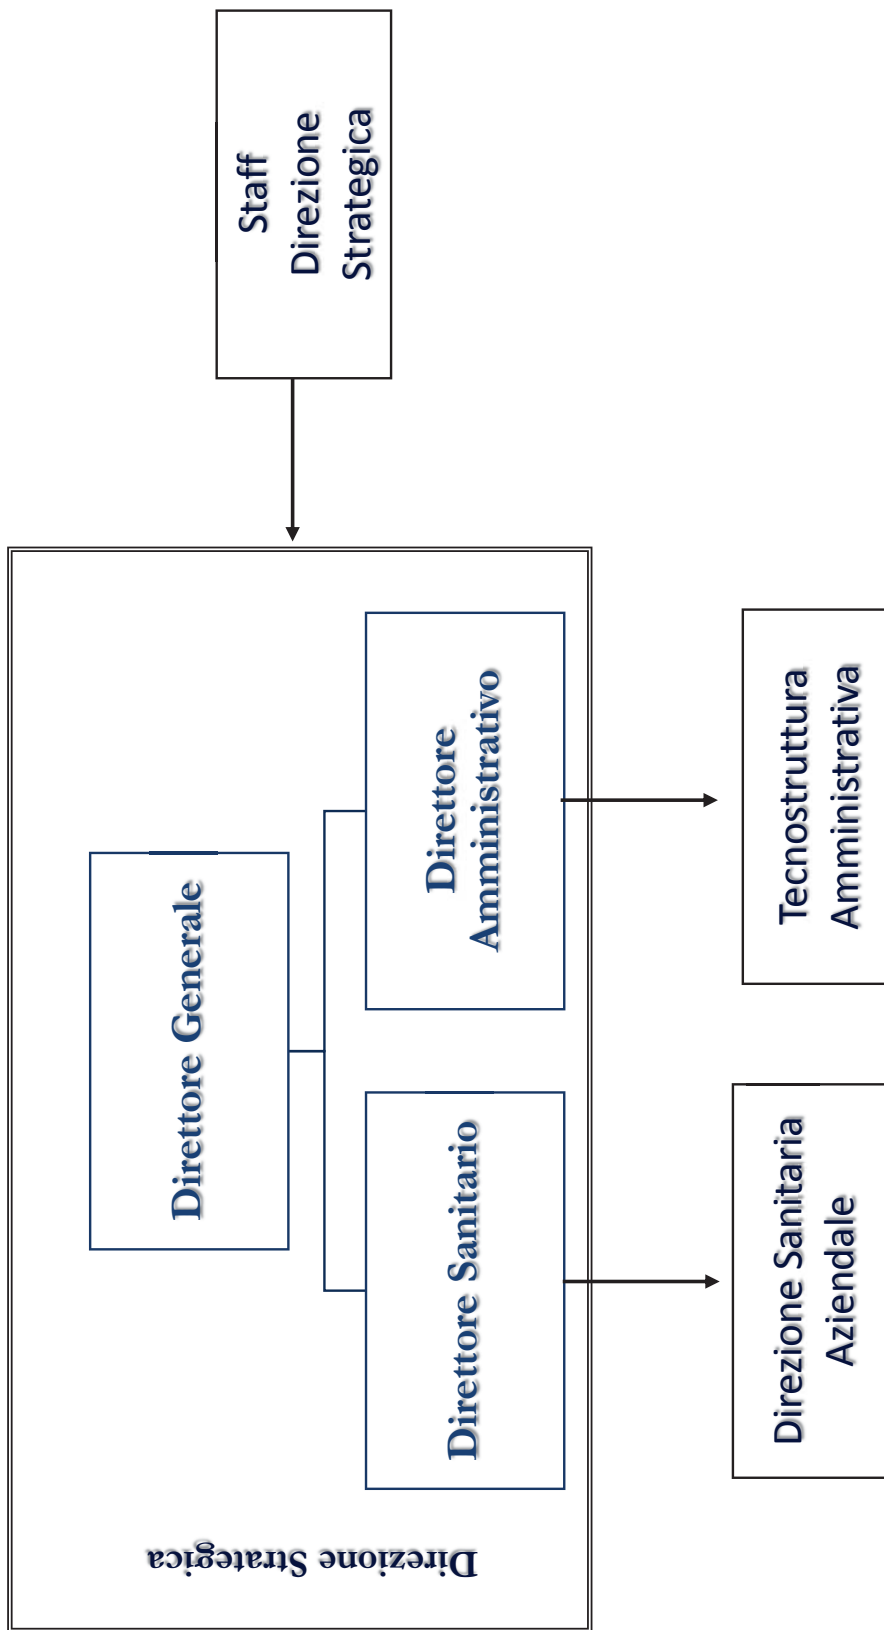 Direzione Strategica
Direttore Generale
Direttore Sanitario
Direttore
Amministrativo
Staff
Direzione
Strategica
Direzione Sanitaria
Aziendale
Tecnostruttura
Amministrativa